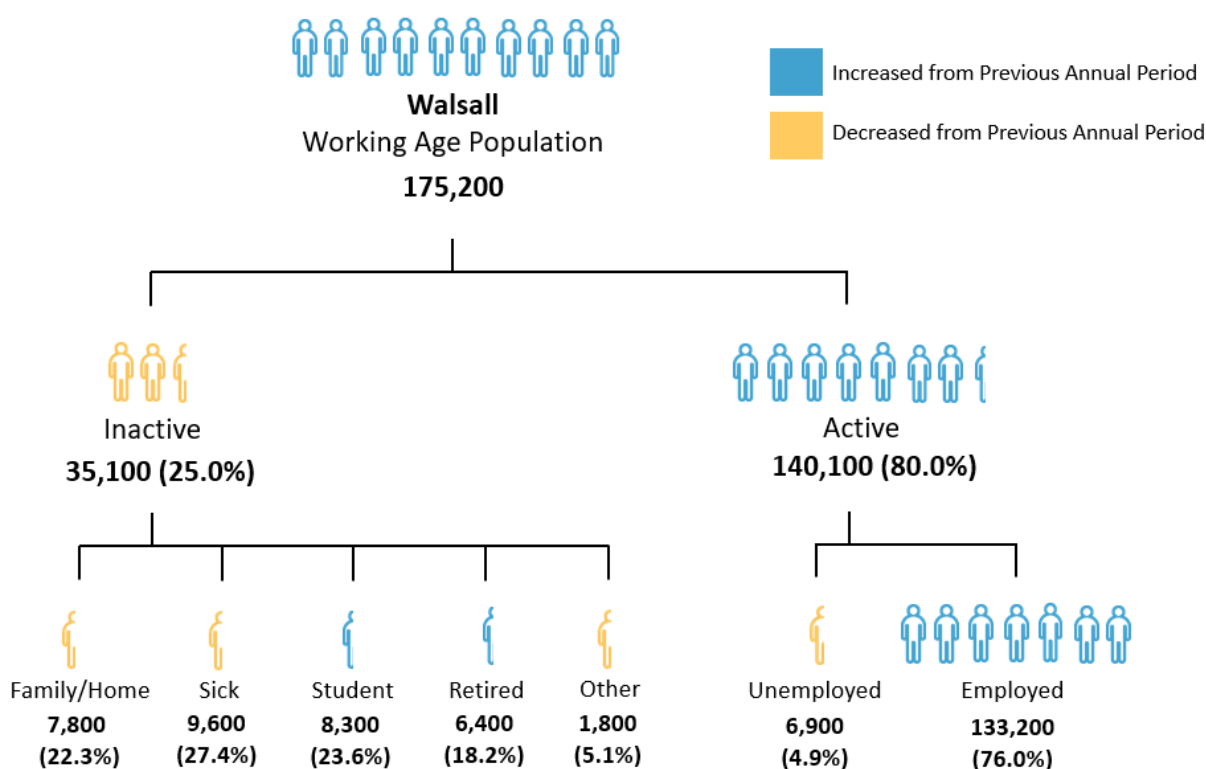 Walsall
Working Age Population
175,200
Increased from Previous Annual Period
Decreased from Previous Annual Period
Inactive
35,100 (25.0%)
Active
140,100 (80.0%)
Family/Home
7,800
(22.3%)
Sick
9,600
(27.4%)
Student
8,300
(23.6%)
Retired
6,400
(18.2%)
Other
1,800
(5.1%)
Unemployed
6,900
(4.9%)
Employed
133,200
(76.0%)